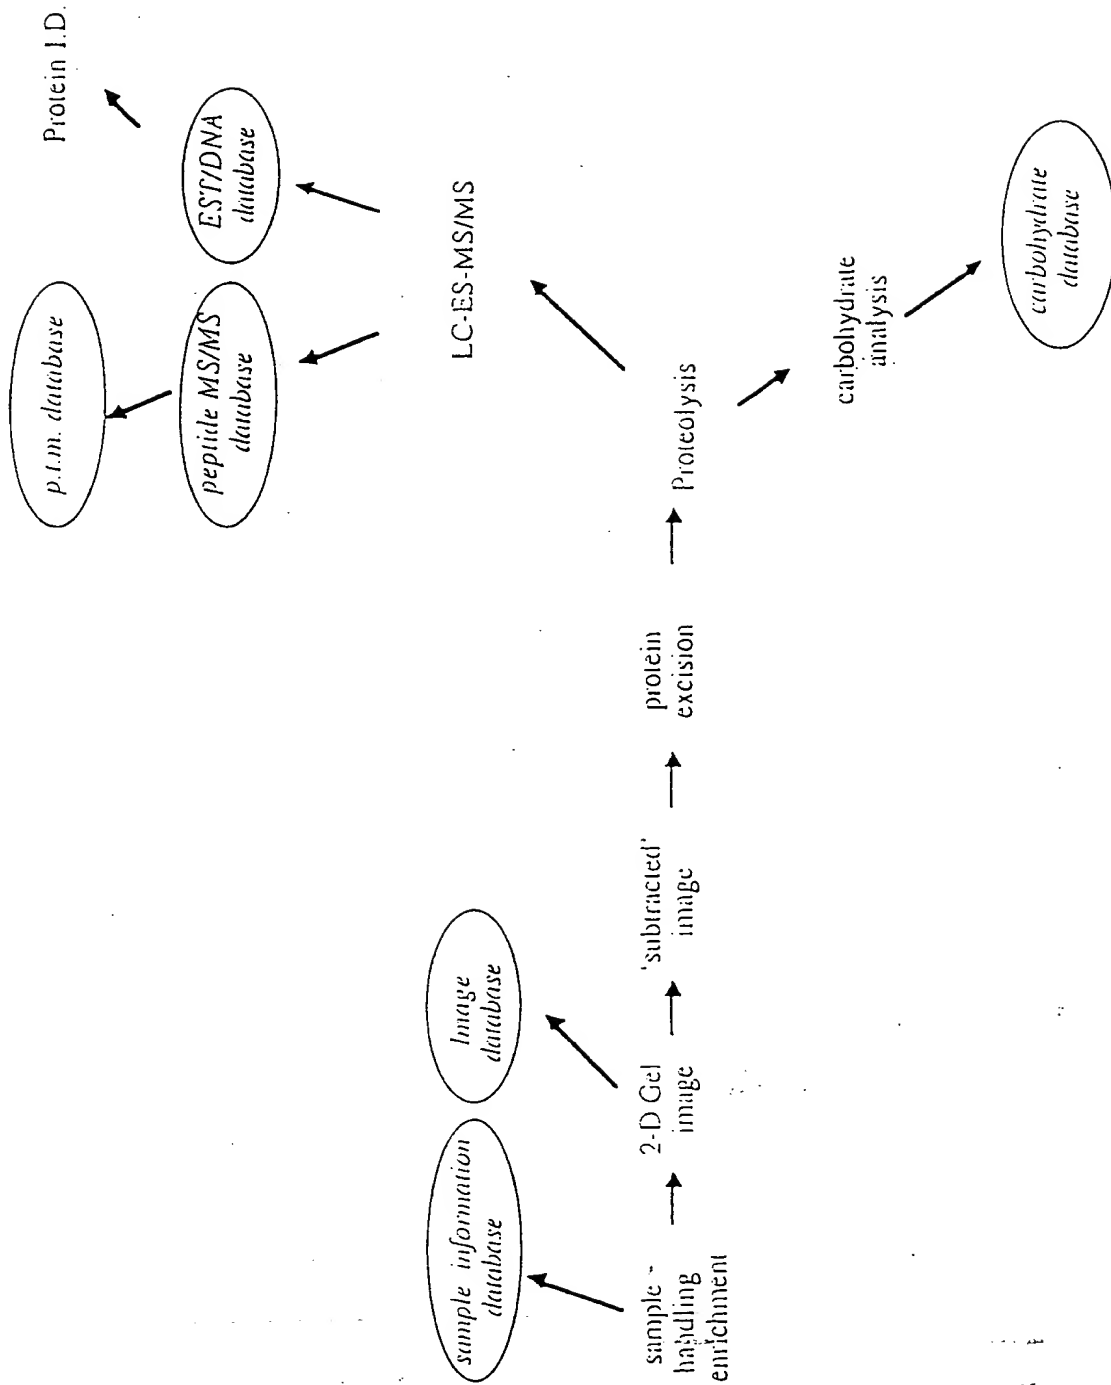 Protein I.D.
p.t.m. database
peptide MS/MS
database
EST/DNA
database
LC-ES-MS/MS
sample information
database
Image
database
sample -
handling
enrichment
2-D Gel
image
'subtracted'
image
protein
excision
Proteolysis
carbohydrate
analysis
carbohydrate
database